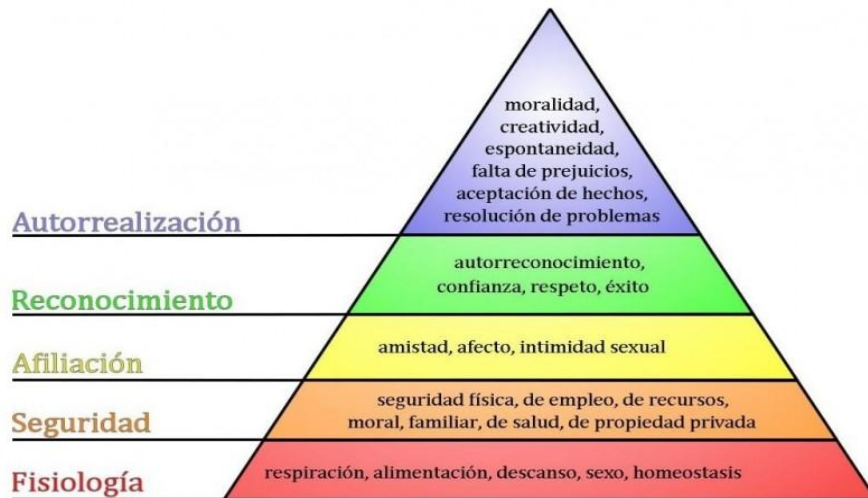 moralidad,
creatividad,
espontaneidad,
falta de prejuicios,
aceptación de hechos,
resolución de problemas
Autorrealización
autorreconocimiento,
confianza, respeto, éxito
Reconocimiento
amistad, afecto, intimidad sexual
Afiliación
seguridad física, de empleo, de recursos,
moral, familiar, de salud, de propiedad privada
Seguridad
respiración, alimentación, descanso, sexo, homeostasis
Fisiología